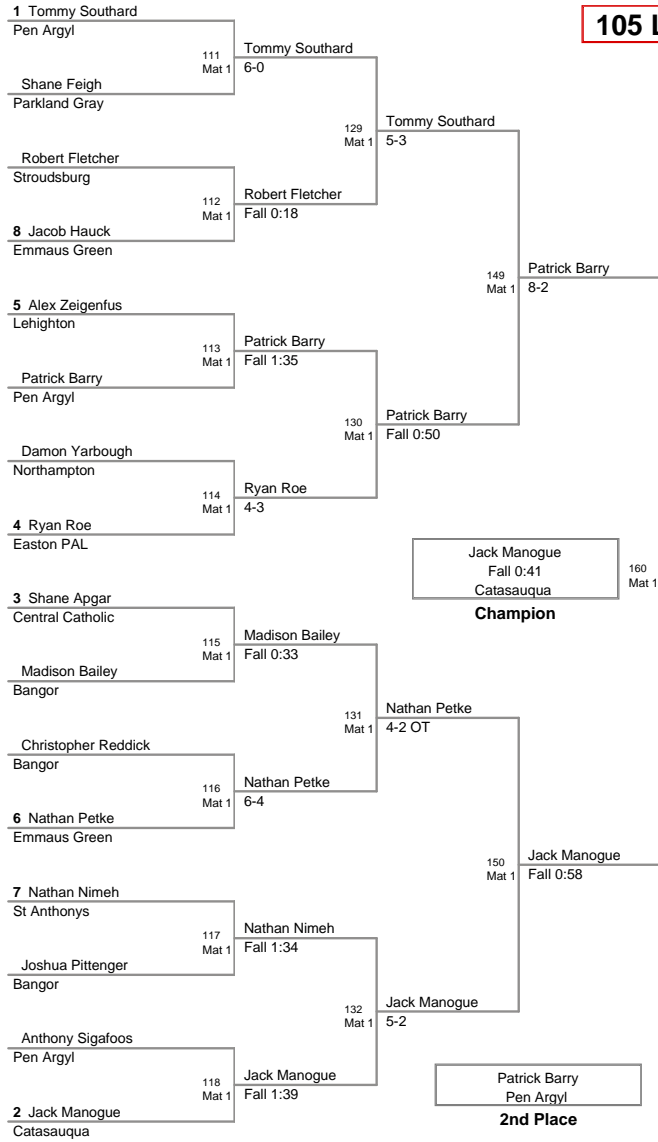 1 Tommy Southard
Pen Argyl
105 L
111
Mat 1
Tommy Southard
6-0
Shane Feigh
Parkland Gray
129
Mat 1
Tommy Southard
5-3
Robert Fletcher
Stroudsburg
112
Mat 1
Robert Fletcher
Fall 0:18
8 Jacob Hauck
Emmaus Green
149
Mat 1
Patrick Barry
8-2
5 Alex Zeigenfus
Lehighton
113
Mat 1
Patrick Barry
Fall 1:35
Patrick Barry
Pen Argyl
130
Mat 1
Patrick Barry
Fall 0:50
Damon Yarbough
Northampton
114
Mat 1
Ryan Roe
4-3
4 Ryan Roe
Easton PAL
Jack Manogue
Fall 0:41
Catasauqua
Champion
160
Mat 1
3 Shane Apgar
Central Catholic
115
Mat 1
Madison Bailey
Fall 0:33
Madison Bailey
Bangor
131
Mat 1
Nathan Petke
4-2 OT
Christopher Reddick
Bangor
116
Mat 1
Nathan Petke
6-4
6 Nathan Petke
Emmaus Green
150
Mat 1
Jack Manogue
Fall 0:58
7 Nathan Nimeh
St Anthonys
117
Mat 1
Nathan Nimeh
Fall 1:34
Joshua Pittenger
Bangor
132
Mat 1
Jack Manogue
5-2
Anthony Sigafoos
Pen Argyl
118
Mat 1
Jack Manogue
Fall 1:39
2 Jack Manogue
Catasauqua
Patrick Barry
Pen Argyl
2nd Place